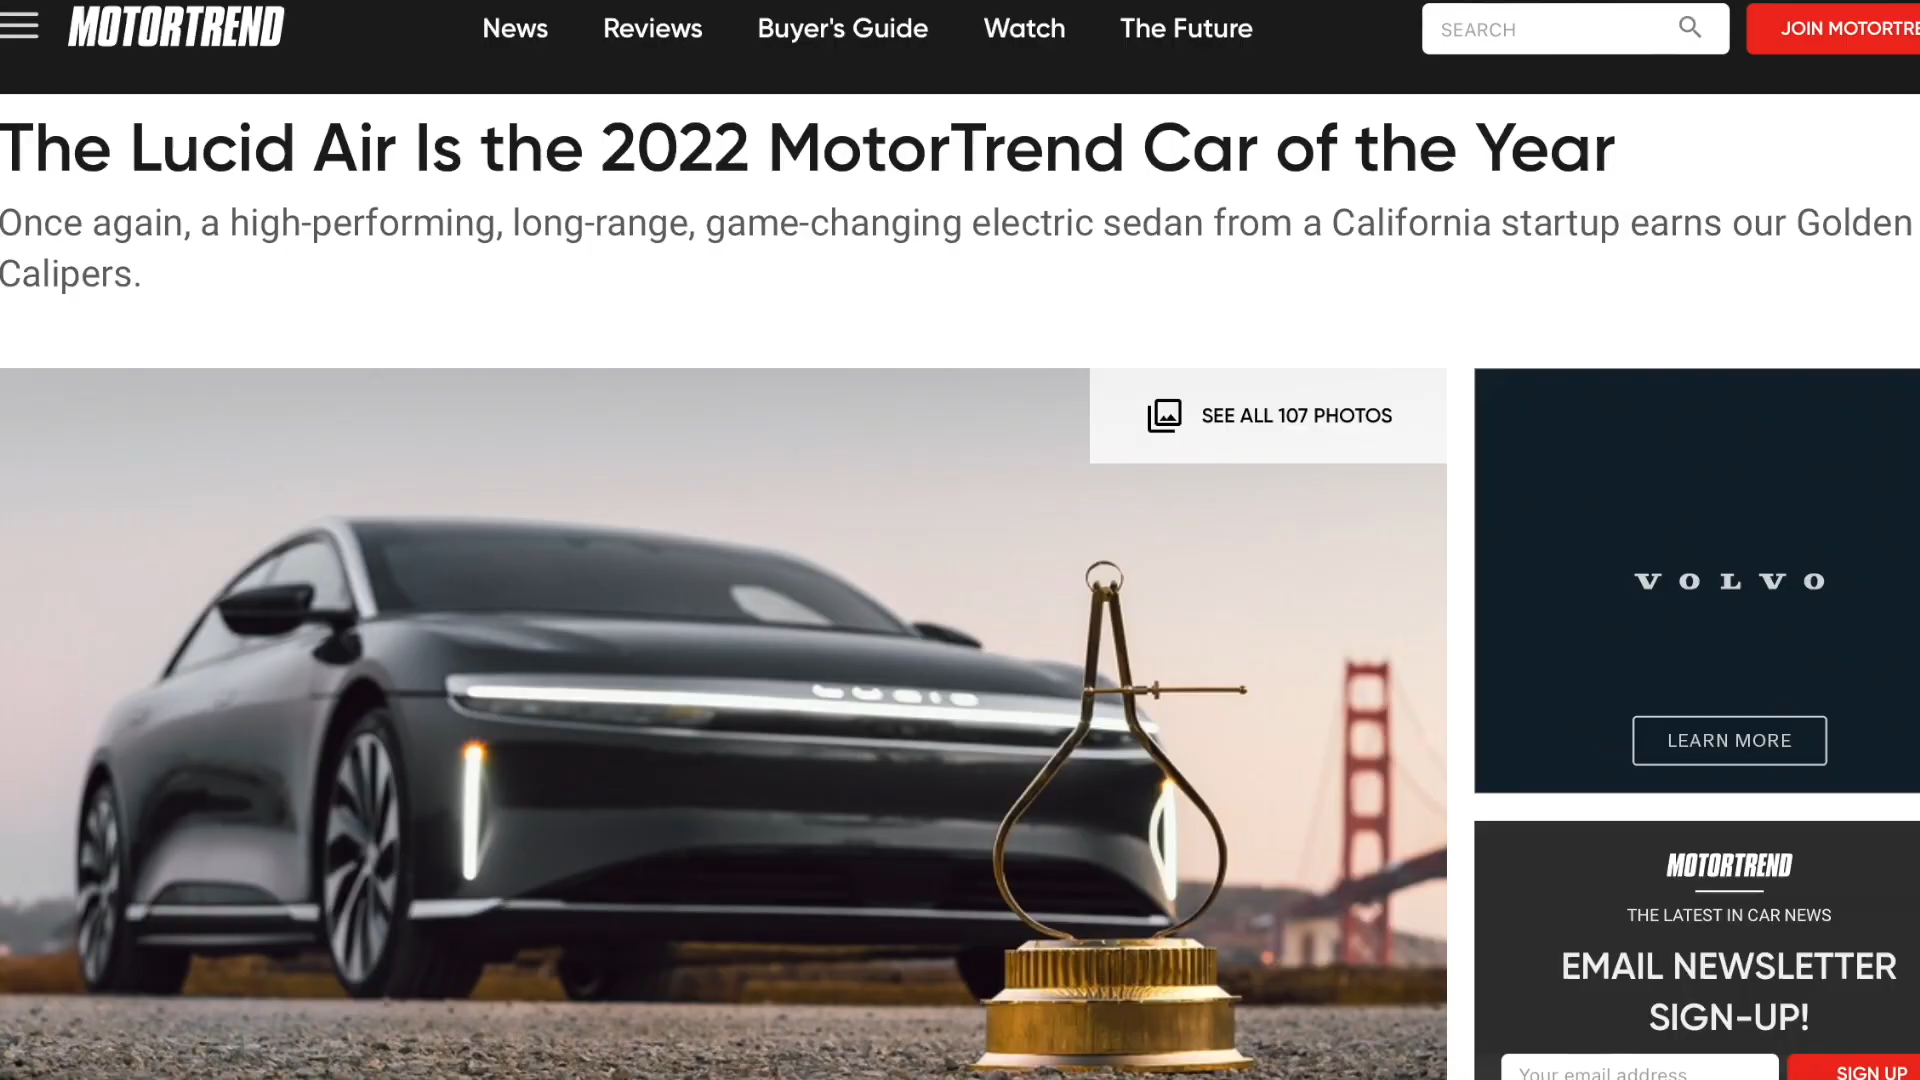 MOTORTREND
News
Reviews
Buyer's Guide
Watch
The Future
SEARCH
JOIN MOTORTRE
The Lucid Air Is the 2022 MotorTrend Car of the Year
Once again, a high-performing, long-range, game-changing electric sedan from a California startup earns our Golden
Calipers.
SEE ALL 107 PHOTOS
LUCID
VOLVO
LEARN MORE
MOTORTREND
THE LATEST IN CAR NEWS
EMAIL NEWSLETTER
SIGN-UP!
Your email address
SIGN UP